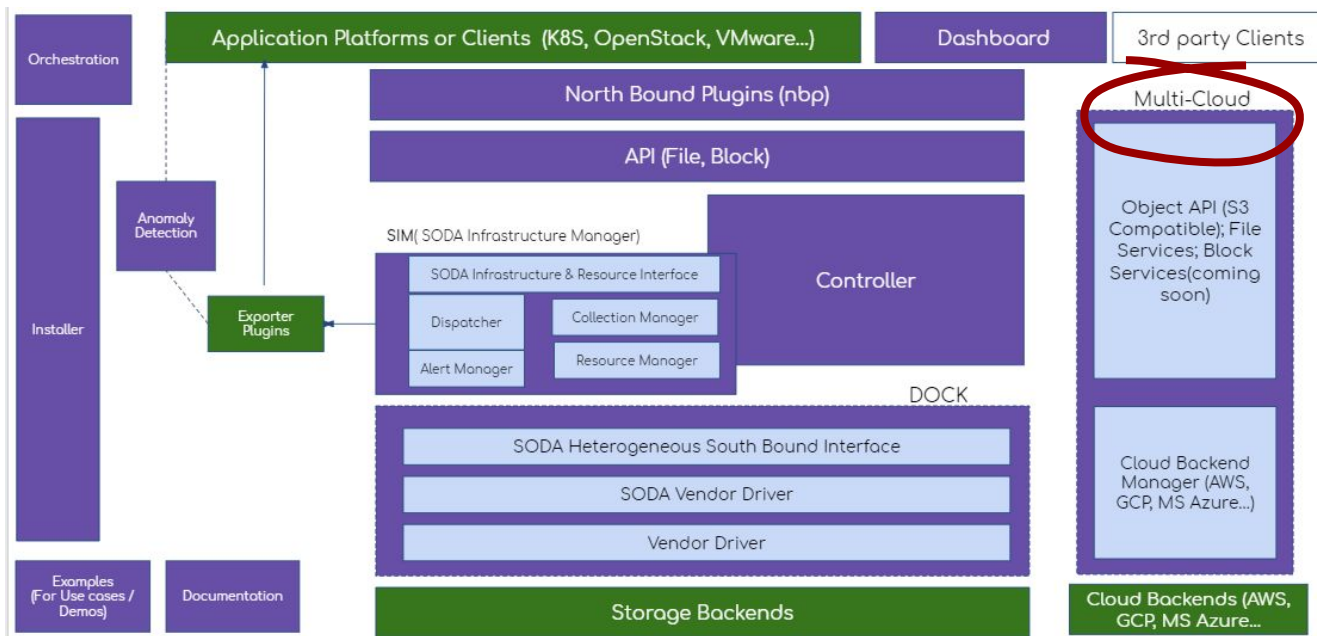 Orchestration
Application Platforms or Clients (K8S, OpenStack, VMware...)
Dashboard
3rd party Clients
North Bound Plugins (nbp)
Multi-Cloud
API (File, Block)
Installer
Anomaly
Detection
Exporter
Plugins
SIM( SODA Infrastructure Manager)
SODA Infrastructure & Resource Interface
Dispatcher
Collection Manager
Alert Manager
Resource Manager
Controller
Object API (S3
Compatible); File
Services; Block
Services(coming
soon)
DOCK
SODA Heterogeneous South Bound Interface
SODA Vendor Driver
Vendor Driver
Cloud Backend
Manager (AWS,
GCP, MS Azure...)
Examples
(For Use cases /
Demos)
Documentation
Storage Backends
Cloud Backends (AWS,
GCP, MS Azure...